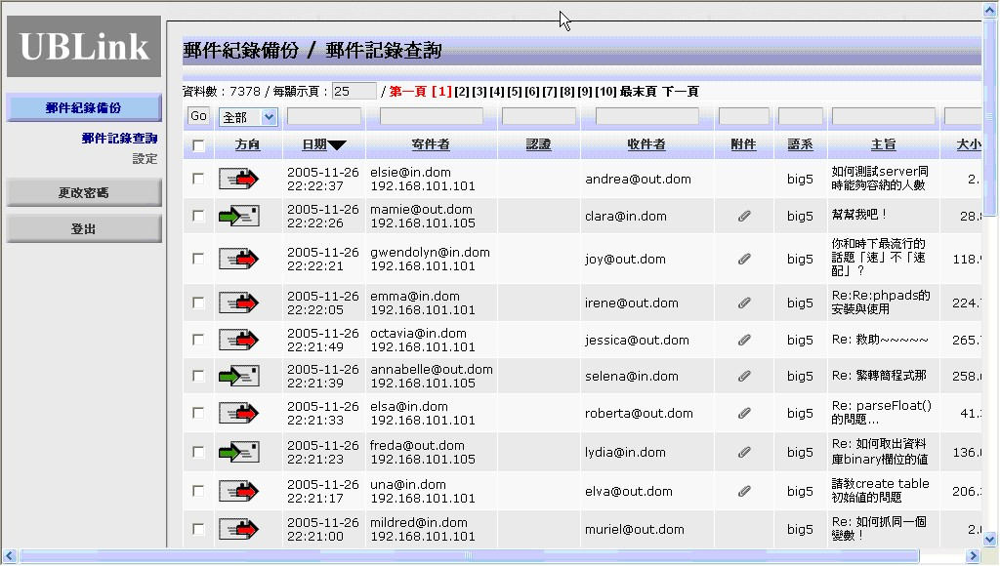 UBLink
郵件紀錄備份
郵件記錄查詢
設定
更改密碼
登出
郵件紀錄備份 / 郵件記錄查詢
資料數：7378 / 每顯示頁：25 / 第一頁 [1][2][3][4][5][6][7][8][9][10] 最末頁 下一頁
Go 全部
方向 日期 寄件者 認證 收件者 附件 語系 主旨 大小
2005-11-26 22:22:37 elsie@in.dom 192.168.101.101 andrea@out.dom big5 如何測試server同時能夠容納的人數 2.
2005-11-26 22:22:26 mamie@out.dom 192.168.101.105 clara@in.dom big5 幫幫我吧！ 28.
2005-11-26 22:22:21 gwendolyn@in.dom 192.168.101.101 joy@out.dom big5 你和時下最流行的話題「速」不「速配」？ 118.
2005-11-26 22:22:05 emma@in.dom 192.168.101.101 irene@out.dom big5 Re:Re:phpads的安裝與使用 224.
2005-11-26 22:21:49 octavia@in.dom 192.168.101.101 jessica@out.dom big5 Re: 救助~~~~~ 265.
2005-11-26 22:21:39 annabelle@out.dom 192.168.101.105 selena@in.dom big5 Re: 繁轉簡程式那 258.
2005-11-26 22:21:33 elsa@in.dom 192.168.101.101 roberta@out.dom big5 Re: parseFloat()的問題... 41.
2005-11-26 22:21:23 freda@out.dom 192.168.101.105 lydia@in.dom big5 Re: 如何取出資料庫binary欄位的值 136.
2005-11-26 22:21:17 una@in.dom 192.168.101.101 elva@out.dom big5 請教create table初始值的問題 206.
2005-11-26 22:21:00 mildred@in.dom 192.168.101.101 muriel@out.dom big5 Re: 如何抓同一個變數！ 2.